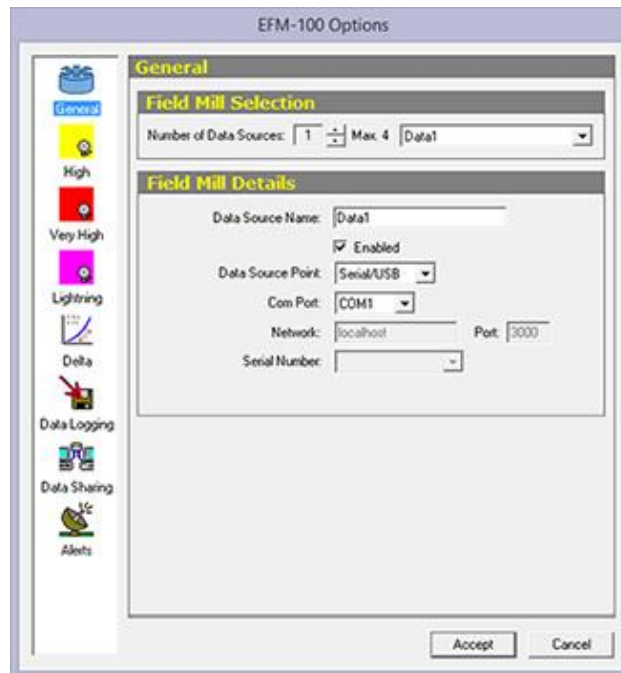 EFM-100 Options
General
High
Very High
Lightning
Delta
Data Logging
Data Sharing
Alerts
General
Field Mill Selection
Number of Data Sources: 1 Max. 4 Data1
Field Mill Details
Data Source Name: Data1
Enabled
Data Source Point: Serial/USB
Com Port: COM1
Network: localhost Port: 3000
Serial Number:
Accept Cancel